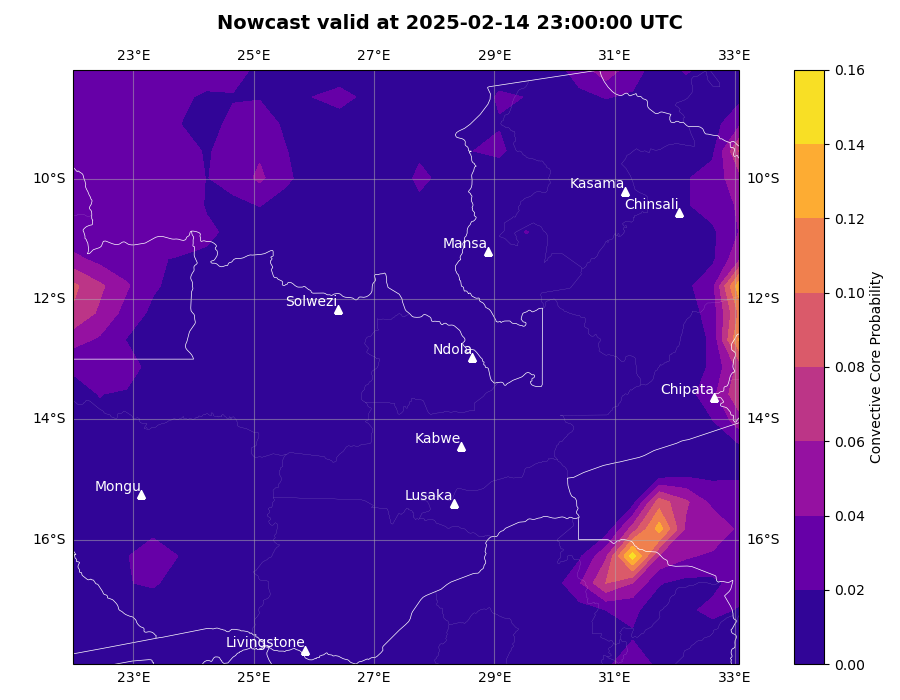 Nowcast valid at 2025-02-14 23:00:00 UTC
23°E 25°E 27°E 29°E 31°E 33°E
0.16
0.14
10°S Kasama 10°S
Chinsali
0.12
Mansa
12°S Solwezi 12°S
0.10
Ndola
0.08
Chipata
14°S 14°S
Kabwe
0.06
Mongu Lusaka
0.04
16°S 16°S
0.02
Livingstone
0.00
23°E 25°E 27°E 29°E 31°E 33°E
Convective Core Probability